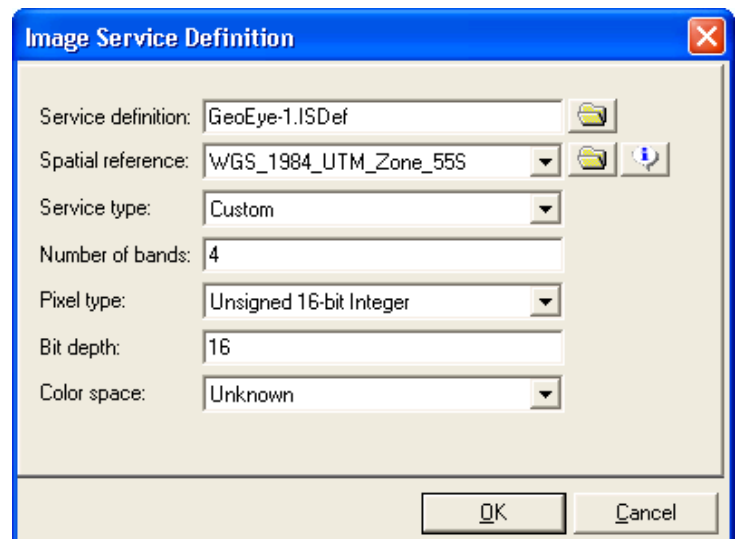 Image Service Definition
Service definition: GeoEye-1.ISDef
Spatial reference: WGS_1984_UTM_Zone_55S
Service type: Custom
Number of bands: 4
Pixel type: Unsigned 16-bit Integer
Bit depth: 16
Color space: Unknown
OK Cancel